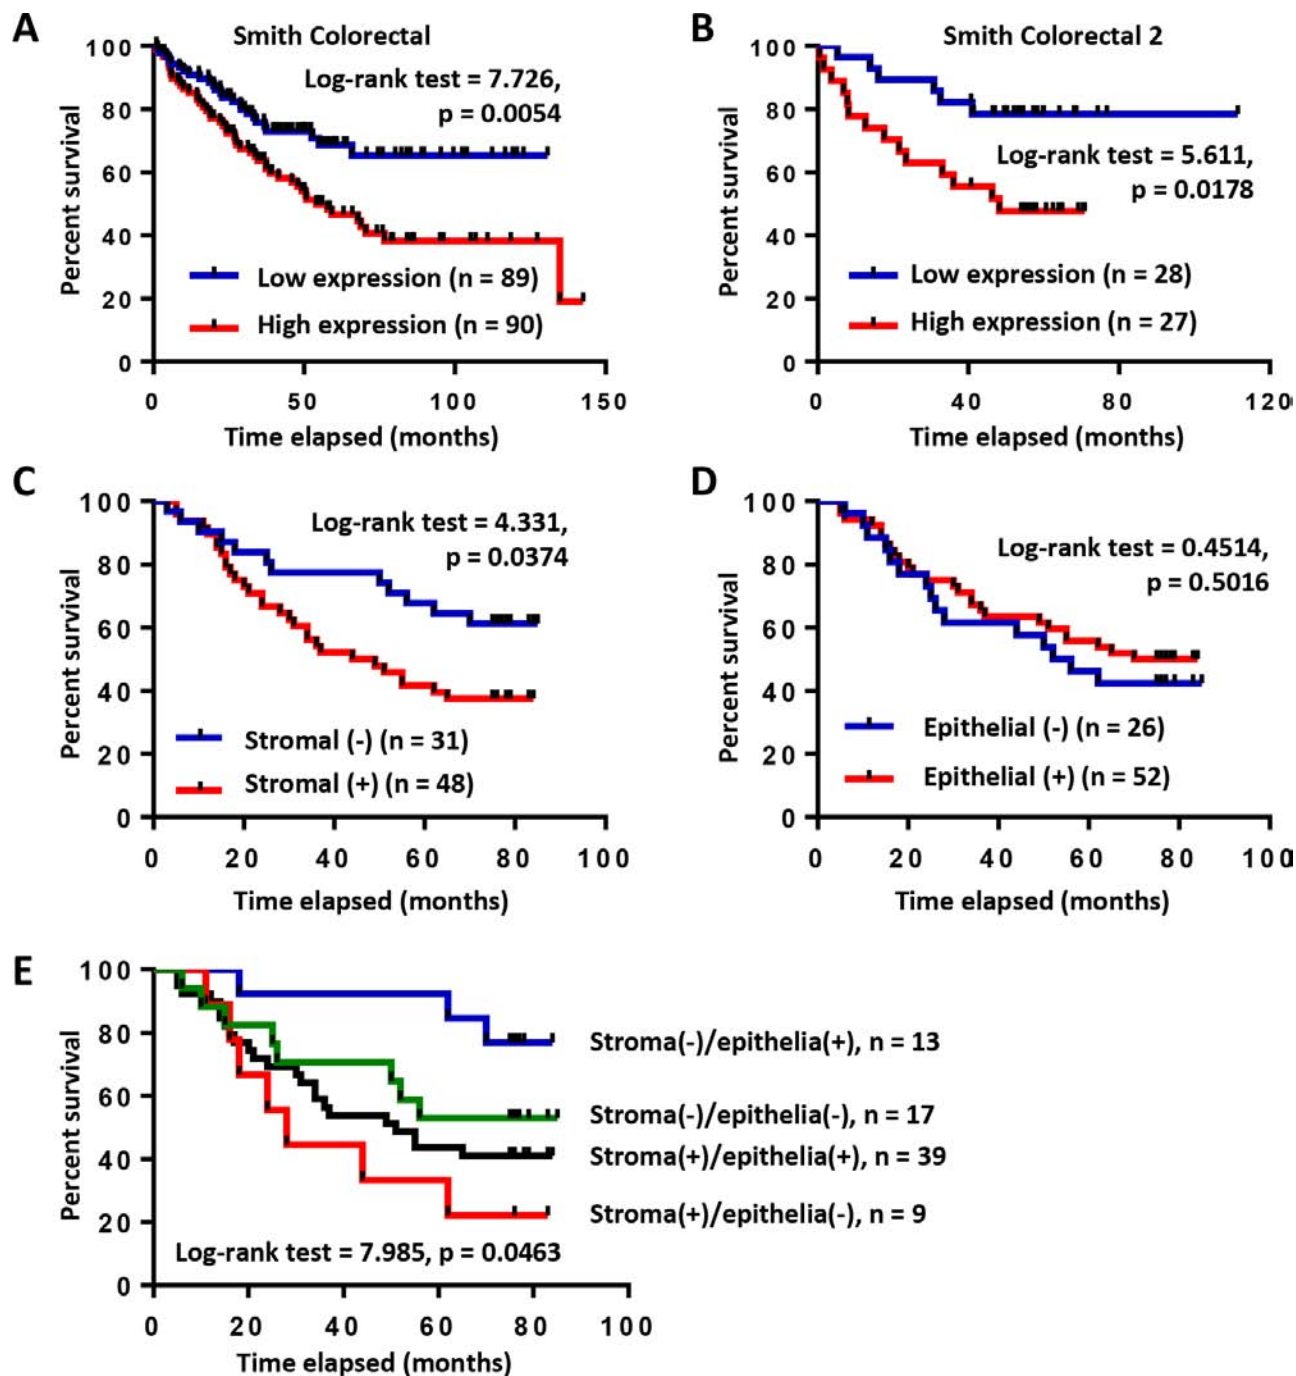 A
Smith Colorectal
Log-rank test = 7.726,
p = 0.0054
Percent survival
100
80
60
40
20
0
Low expression (n = 89)
High expression (n = 90)
0 50 100 150
Time elapsed (months)
B
Smith Colorectal 2
Log-rank test = 5.611,
p = 0.0178
Percent survival
100
80
60
40
20
0
Low expression (n = 28)
High expression (n = 27)
0 40 80 120
Time elapsed (months)
C
Log-rank test = 4.331,
p = 0.0374
Percent survival
100
80
60
40
20
0
Stromal (-) (n = 31)
Stromal (+) (n = 48)
0 20 40 60 80 100
Time elapsed (months)
D
Log-rank test = 0.4514,
p = 0.5016
Percent survival
100
80
60
40
20
0
Epithelial (-) (n = 26)
Epithelial (+) (n = 52)
0 20 40 60 80 100
Time elapsed (months)
E
Percent survival
100
80
60
40
20
0
Stroma(-)/epithelia(+), n = 13
Stroma(-)/epithelia(-), n = 17
Stroma(+)/epithelia(+), n = 39
Stroma(+)/epithelia(-), n = 9
Log-rank test = 7.985, p = 0.0463
0 20 40 60 80 100
Time elapsed (months)